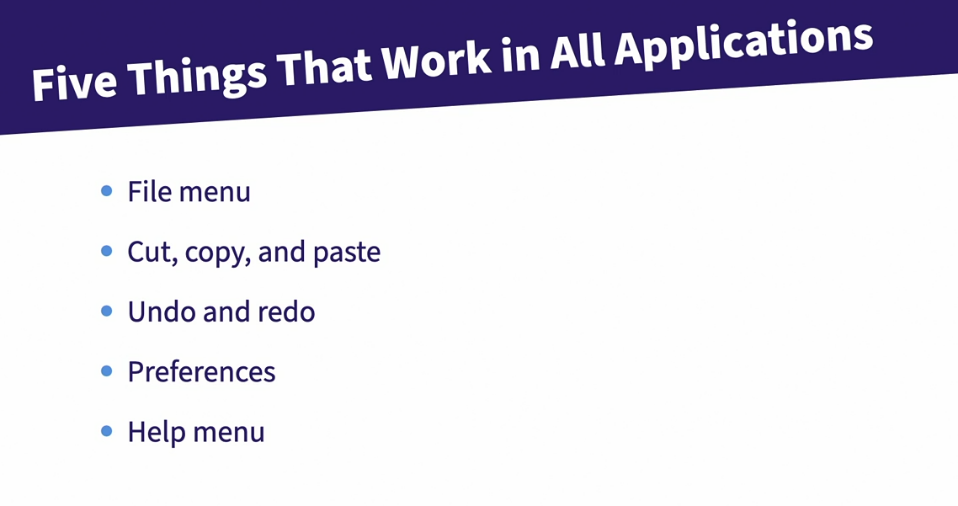 Five Things That Work in All Applications
• File menu
• Cut, copy, and paste
• Undo and redo
• Preferences
• Help menu